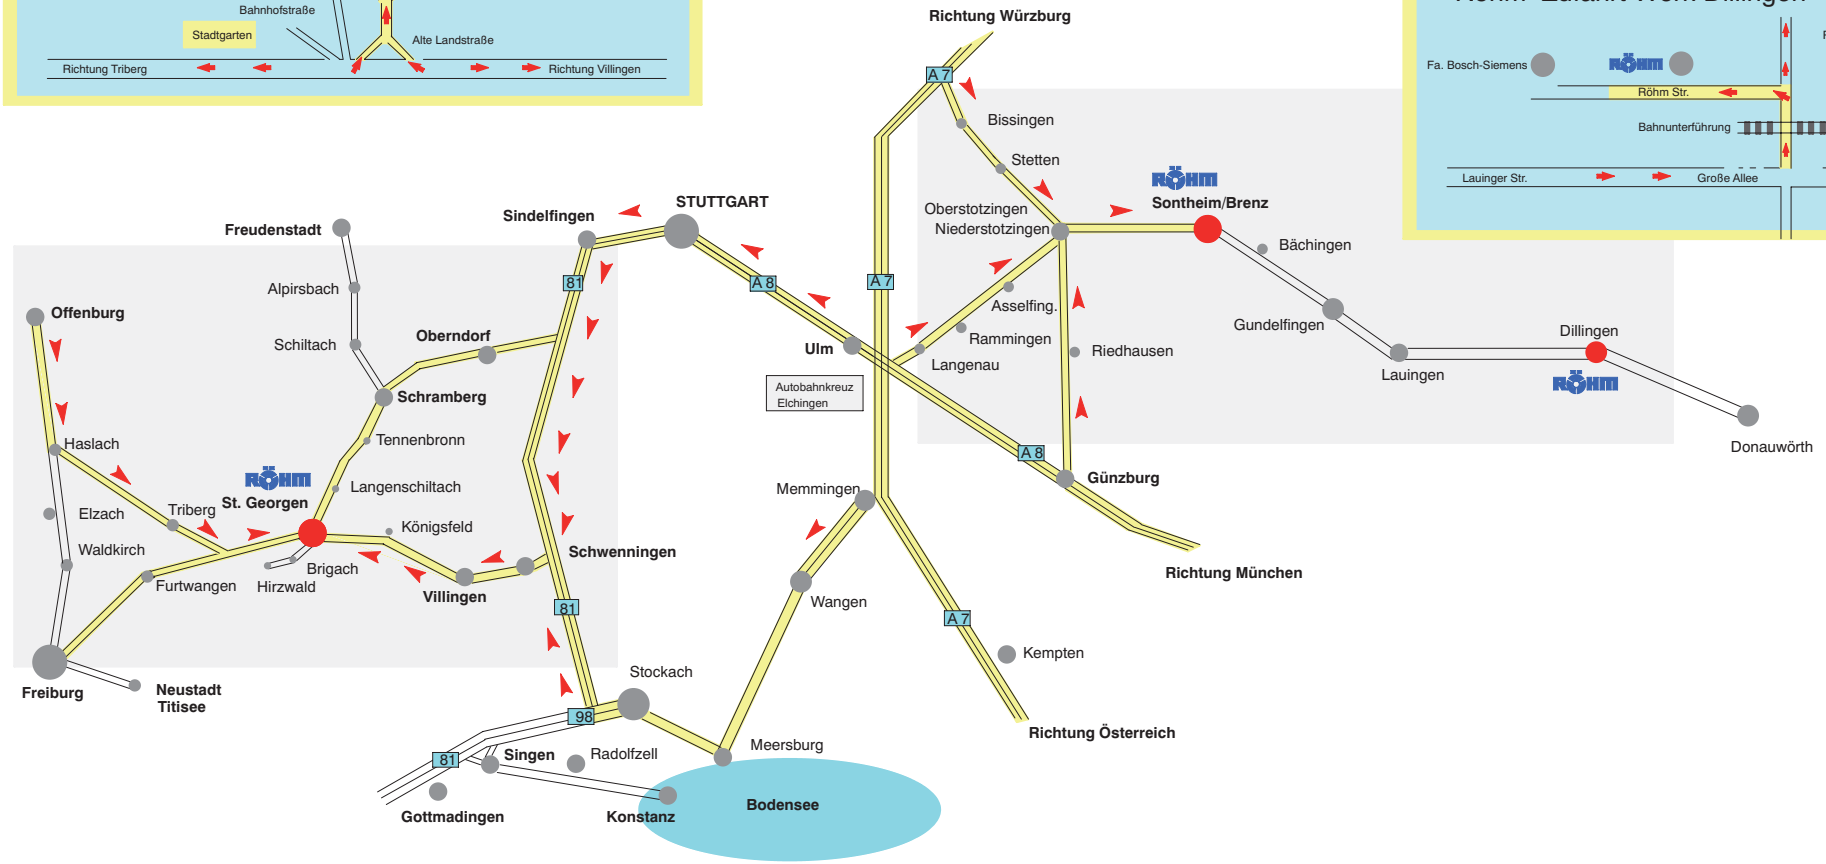 Bahnhofstraße
Stadtgarten
Alte Landstraße
Richtung Triberg
Richtung Villingen
Richtung Würzburg
A 7
Fa. Bosch-Siemens
RÖHM
Röhm Str.
Bahnunterführung
Lauinger Str.
Große Allee
Bissingen
Stetten
RÖHM
Sontheim/Brenz
Oberstotzingen
Niederstotzingen
Bächingen
STUTTGART
Sindelfingen
Freudenstadt
81
A 8
A 7
Alpirsbach
Asselfing.
Offenburg
Oberndorf
Schiltach
Ulm
Rammingen
Langenau
Riedhausen
Gundelfingen
Dillingen
Lauingen
RÖHM
Autobahnkreuz
Elchingen
Schramberg
Tennenbronn
Haslach
A 8
Donauwörth
RÖHM
St. Georgen
Langenschiltach
Memmingen
Günzburg
Elzach
Triberg
Königsfeld
Waldkirch
Schwenningen
Brigach
Furtwangen
Hirzwald
Villingen
Richtung München
Wangen
81
A 7
Kempten
Stockach
Freiburg
Neustadt
Titisee
98
Richtung Österreich
81
Singen
Radolfzell
Meersburg
Gottmadingen
Konstanz
Bodensee